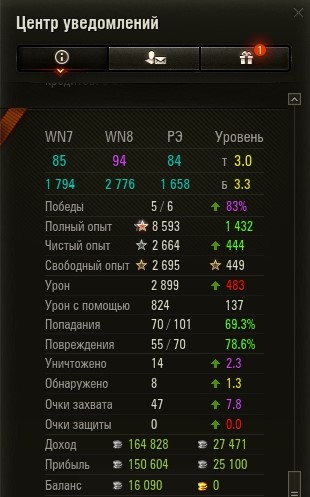 Центр уведомлений
1
WN7 WN8 РЭ Уровень
85 94 84 Т 3.0
1 794 2 776 1 658 Б 3.3
Победы 5 / 6 83%
Полный опыт 8 593 1 432
Чистый опыт 2 664 444
Свободный опыт 2 695 449
Урон 2 899 483
Урон с помощью 824 137
Попадания 70 / 101 69.3%
Повреждения 55 / 70 78.6%
Уничтожено 14 2.3
Обнаружено 8 1.3
Очки захвата 47 7.8
Очки защиты 0 0.0
Доход 164 828 27 471
Прибыль 150 604 25 100
Баланс 16 090 0